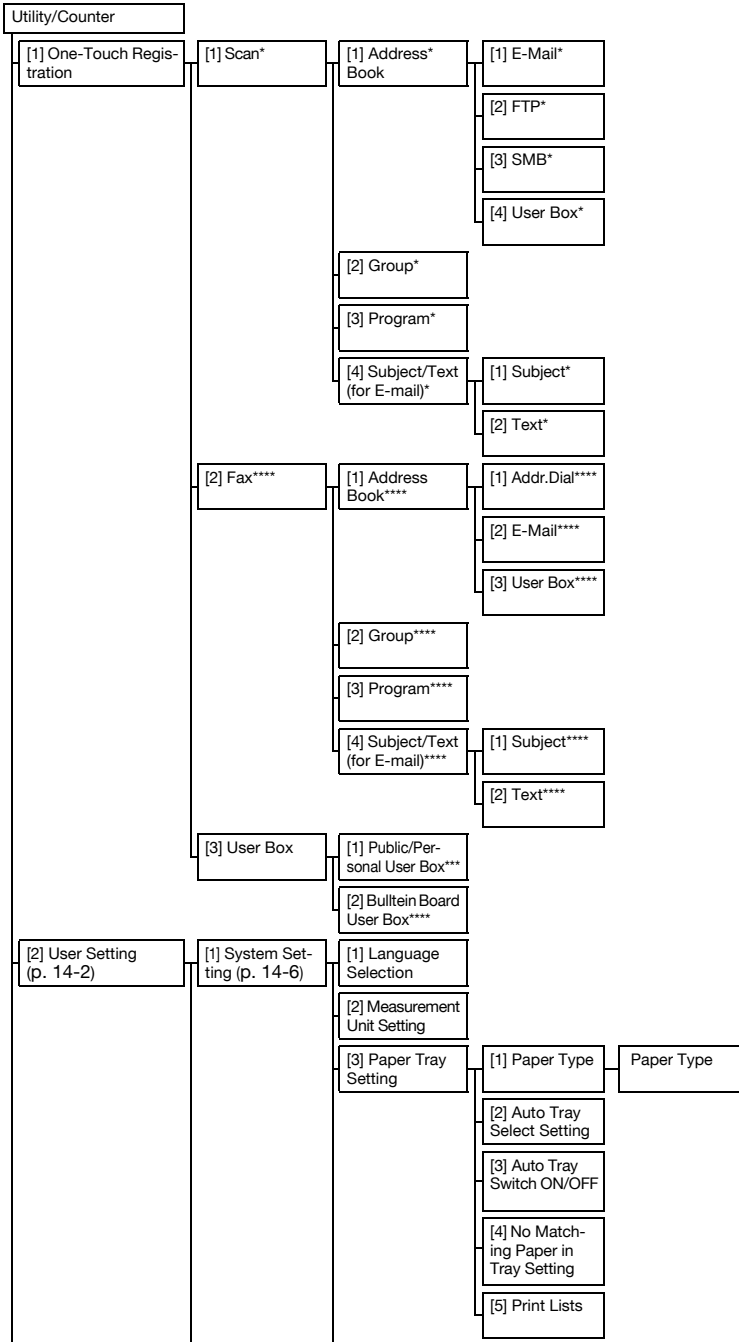 Utility/Counter
[1] One-Touch Regis-
tration
[1] Scan*
[1] Address*
Book
[1] E-Mail*
[2] FTP*
[3] SMB*
[4] User Box*
[2] Group*
[3] Program*
[4] Subject/Text
(for E-mail)*
[1] Subject*
[2] Text*
[2] Fax****
[1] Address
Book****
[1] Addr.Dial****
[2] E-Mail****
[3] User Box****
[2] Group****
[3] Program****
[4] Subject/Text
(for E-mail)****
[1] Subject****
[2] Text****
[3] User Box
[1] Public/Per-
sonal User Box***
[2] Bulltein Board
User Box****
[2] User Setting
(p. 14-2)
[1] System Set-
ting (p. 14-6)
[1] Language
Selection
[2] Measurement
Unit Setting
[3] Paper Tray
Setting
[1] Paper Type
Paper Type
[2] Auto Tray
Select Setting
[3] Auto Tray
Switch ON/OFF
[4] No Match-
ing Paper in
Tray Setting
[5] Print Lists